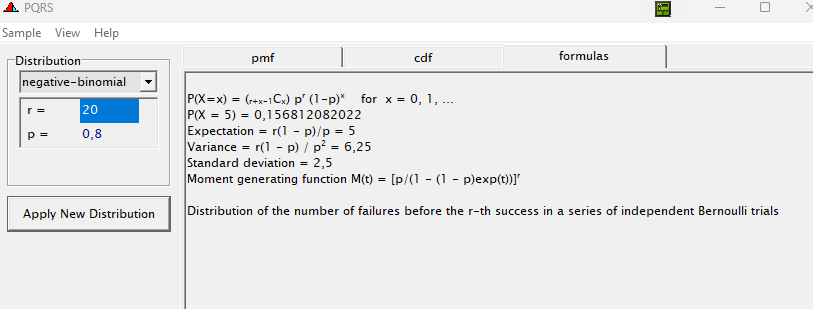 PQRS
Sample View Help
Distribution
negative-binomial
r = 20
p = 0,8
Apply New Distribution
pmf cdf formulas
P(X=x) = (ᵣ₊ₓ₋₁Cₓ) pʳ (1-p)ˣ for x = 0, 1, ...
P(X = 5) = 0,156812082022
Expectation = r(1 - p)/p = 5
Variance = r(1 - p) / p² = 6,25
Standard deviation = 2,5
Moment generating function M(t) = [p/(1 - (1 - p)exp(t))]ʳ
Distribution of the number of failures before the r-th success in a series of independent Bernoulli trials